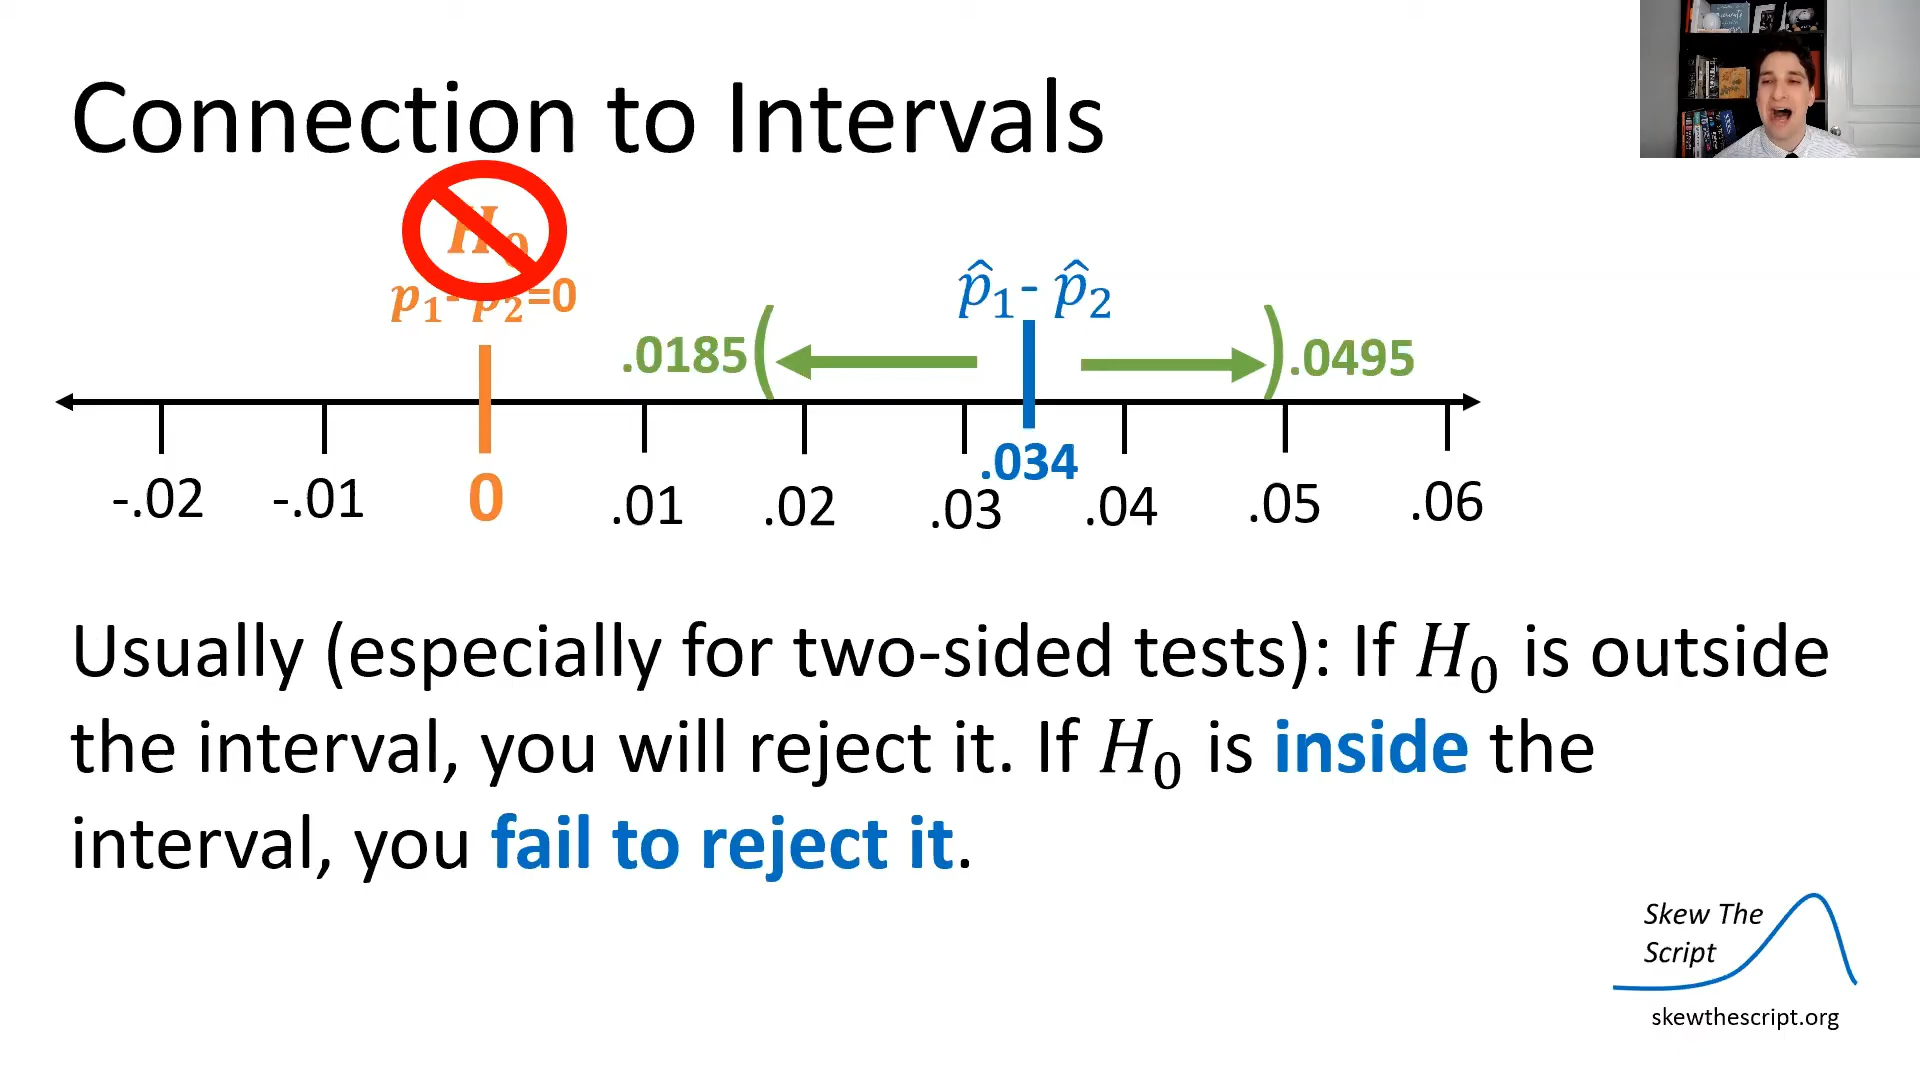 Connection to Intervals
H₀
p₁- p₂=0
p̂₁- p̂₂
.0185( ).0495
-.02 -.01 0 .01 .02 .03 .034 .04 .05 .06
Usually (especially for two-sided tests): If H₀ is outside
the interval, you will reject it. If H₀ is inside the
interval, you fail to reject it.
Skew The
Script
skewthescript.org